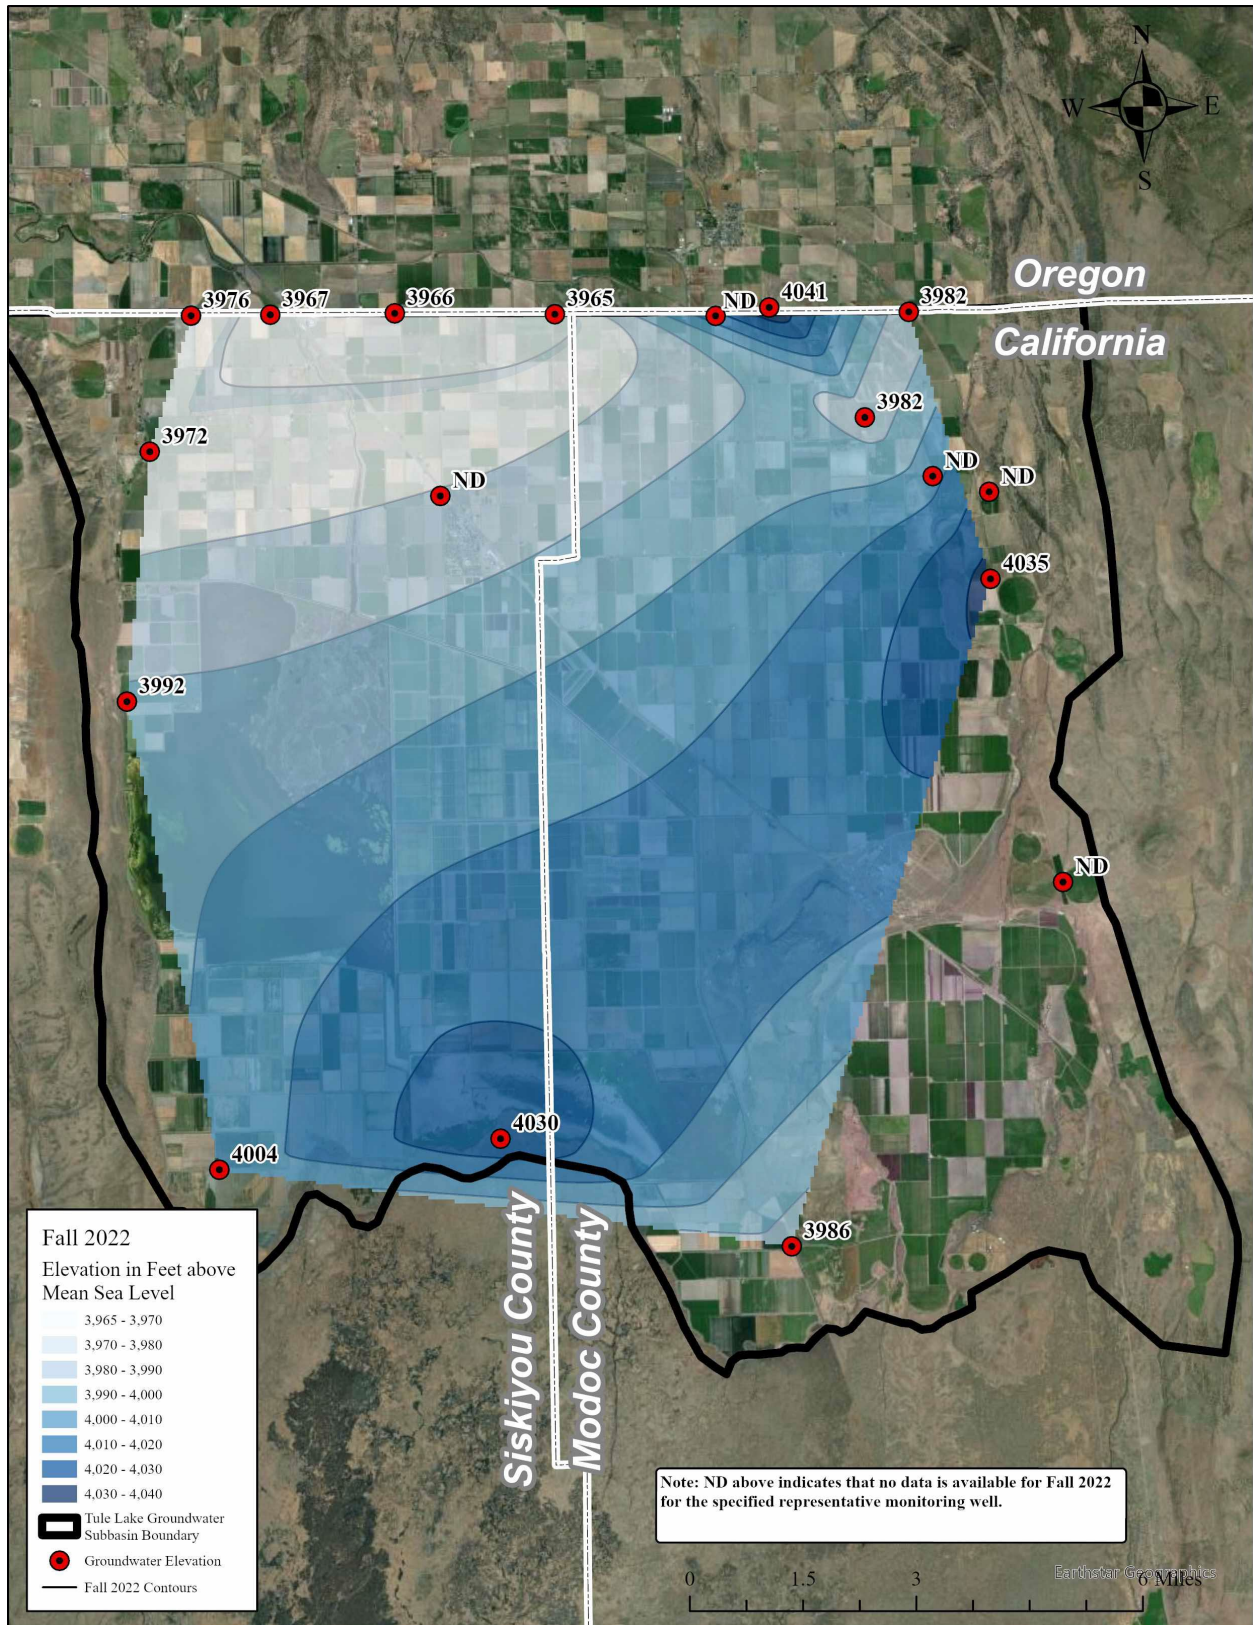 N
W
E
S
Oregon
California
3976
3967
3966
3965
ND
4041
3982
3982
3972
ND
ND
ND
4035
3992
ND
4030
4004
3986
Siskiyou County
Modoc County
Fall 2022
Elevation in Feet above
Mean Sea Level
3,965 - 3,970
3,970 - 3,980
3,980 - 3,990
3,990 - 4,000
4,000 - 4,010
4,010 - 4,020
4,020 - 4,030
4,030 - 4,040
Tule Lake Groundwater
Subbasin Boundary
Groundwater Elevation
Fall 2022 Contours
Note: ND above indicates that no data is available for Fall 2022
for the specified representative monitoring well.
Earthstar Geographics
0 1.5 3 6 Miles